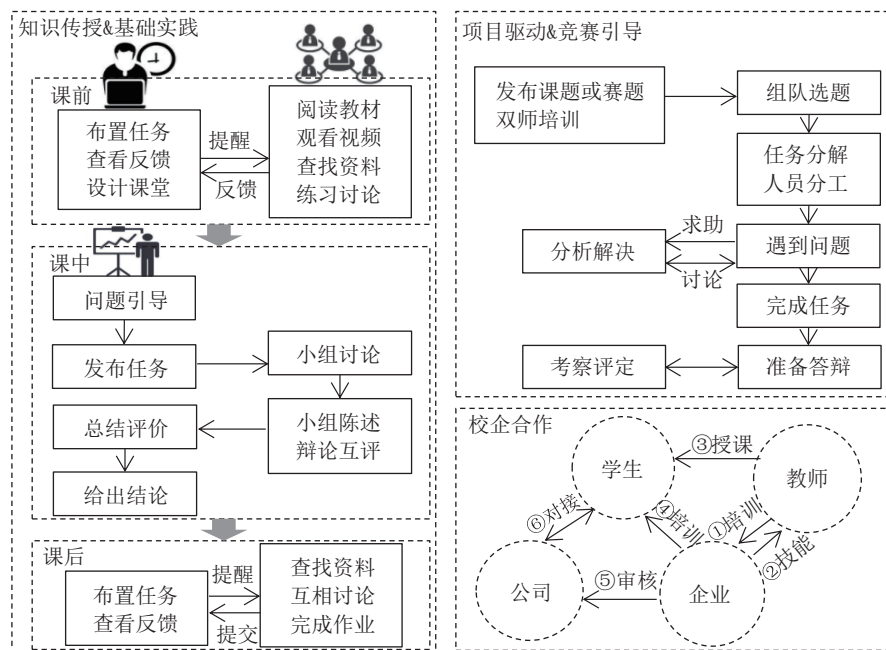 知识传授&基础实践
课前
布置任务
查看反馈
设计课堂
提醒
反馈
阅读教材
观看视频
查找资料
练习讨论
课中
问题引导
发布任务
小组讨论
小组陈述
辩论互评
总结评价
给出结论
课后
布置任务
查看反馈
提醒
提交
查找资料
互相讨论
完成作业
项目驱动&竞赛引导
发布课题或赛题
双师培训
组队选题
任务分解
人员分工
遇到问题
求助
讨论
分析解决
完成任务
准备答辩
考察评定
校企合作
学生
教师
公司
企业
③授课
①培训
②技能
④培训
⑤审核
⑥对接